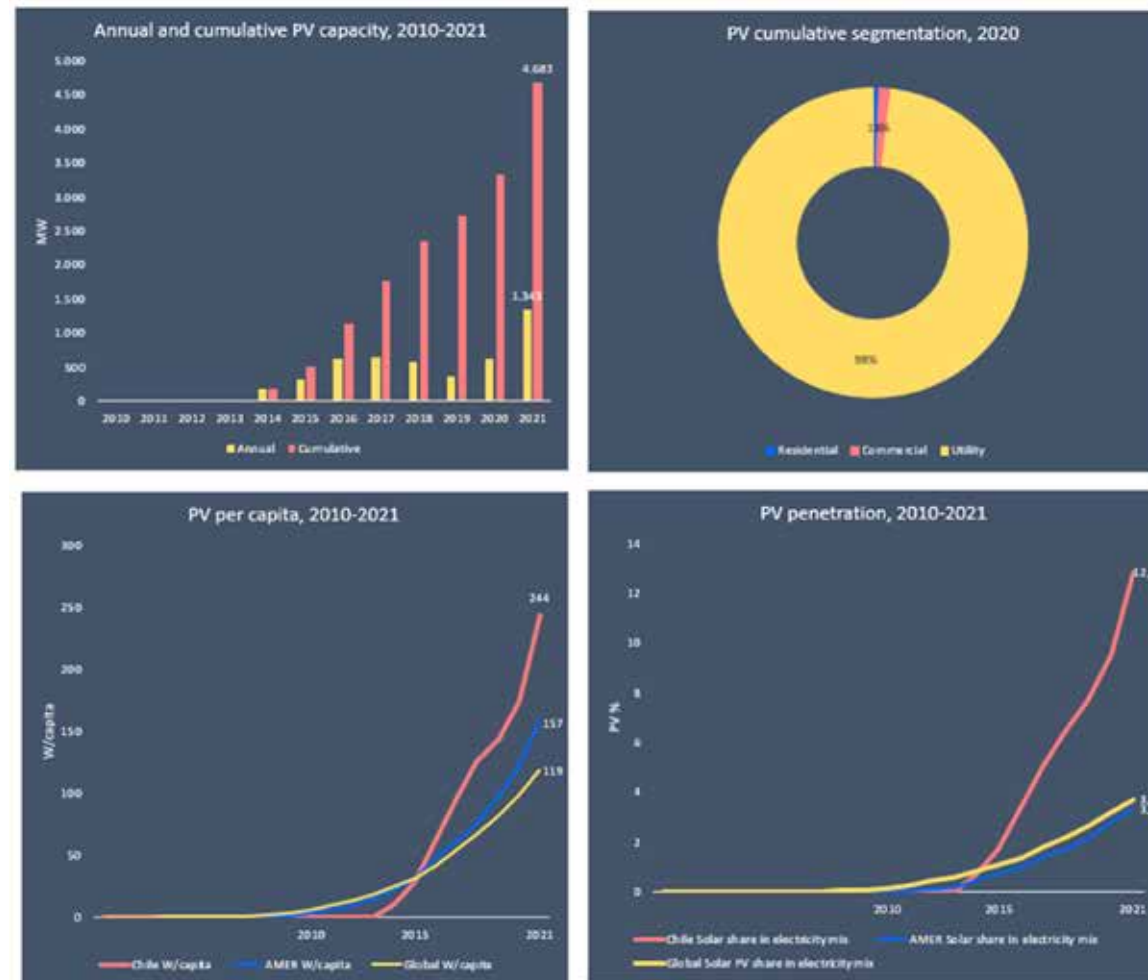 Annual and cumulative PV capacity, 2010-2021
5.000
4.500
4.000
3.500
3.000
2.500
2.000
1.500
1.000
500
0
MW
4.683
1.343
2010 2011 2012 2013 2014 2015 2016 2017 2018 2019 2020 2021
Annual Cumulative
PV cumulative segmentation, 2020
98%
Residential Commercial Utility
PV per capita, 2010-2021
300
250
200
150
100
50
0
W/capita
244
157
119
2010 2015 2021
Chile W/capita AMER W/capita Global W/capita
PV penetration, 2010-2021
14
12
10
8
6
4
2
0
PV %
12,
2010 2015 2021
Chile Solar share in electricity mix AMER Solar share in electricity mix
Global Solar PV share in electricity mix